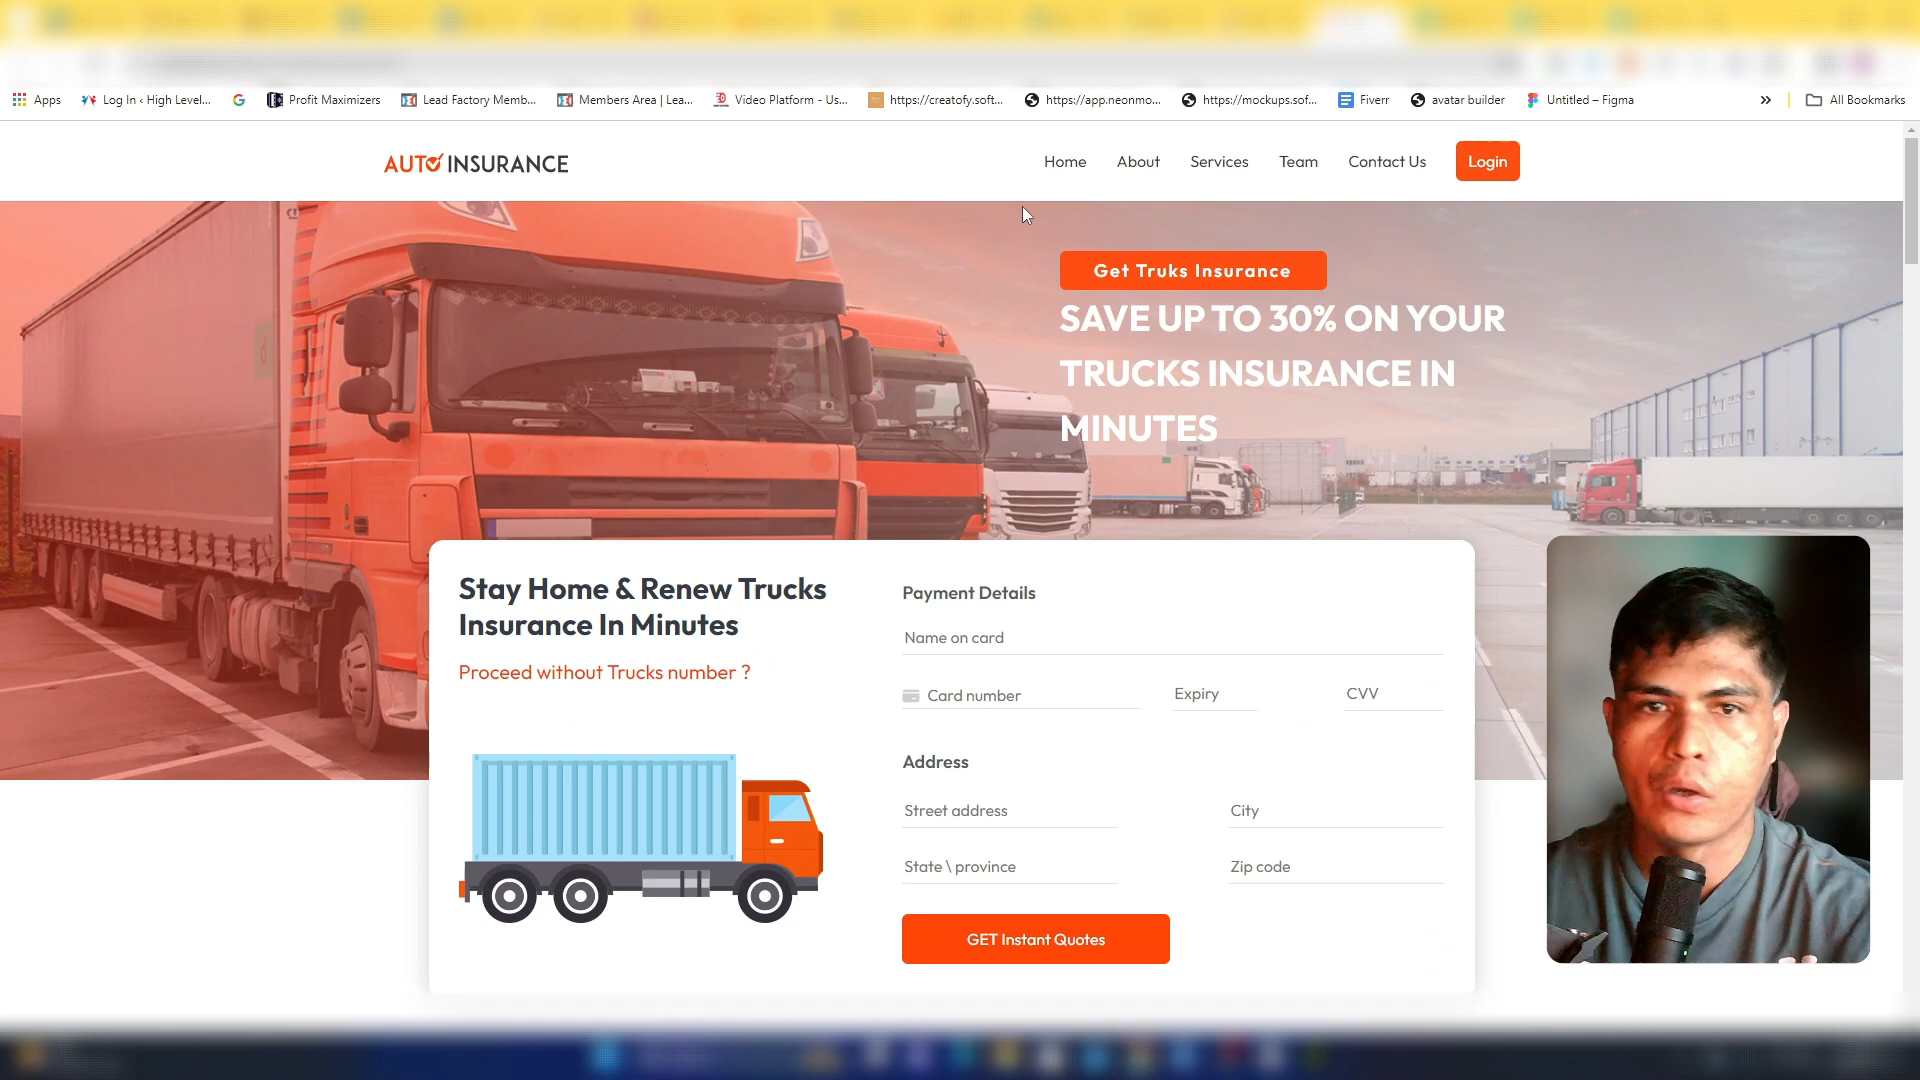 Apps
Log In ‹ High Level...
Profit Maximizers
Lead Factory Memb...
Members Area | Lea...
Video Platform - Us...
https://creatofy.soft...
https://app.neonmo...
https://mockups.sof...
Fiverr
avatar builder
Untitled – Figma
All Bookmarks
AUTO INSURANCE
Home
About
Services
Team
Contact Us
Login
Get Truks Insurance
SAVE UP TO 30% ON YOUR
TRUCKS INSURANCE IN
MINUTES
Stay Home & Renew Trucks
Insurance In Minutes
Proceed without Trucks number ?
Payment Details
Name on card
Card number
Expiry
CVV
Address
Street address
City
State \ province
Zip code
GET Instant Quotes